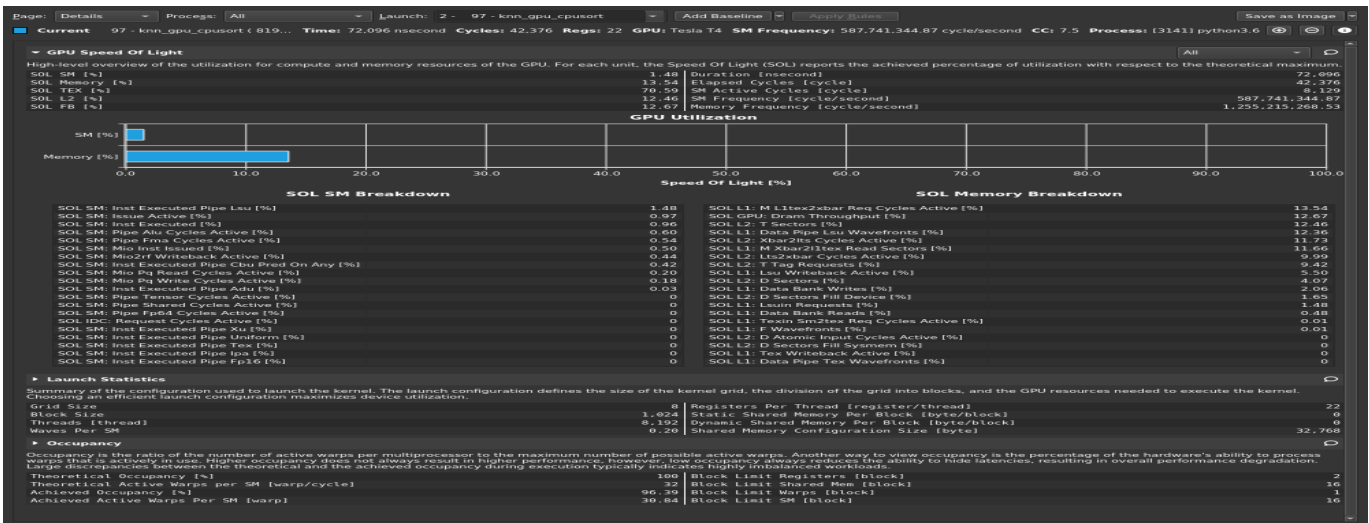 Page: Details Process: All Launch: 2 - 97 - knn_gpu_cpusort Add Baseline Apply Rules Save as Image
Current 97 - knn_gpu_cpusort ( 819... Time: 72,096 nsecond Cycles: 42,376 Regs: 22 GPU: Tesla T4 SM Frequency: 587,741,344.87 cycle/second CC: 7.5 Process: [3141] python3.6
GPU Speed Of Light All
High-level overview of the utilization for compute and memory resources of the GPU. For each unit, the Speed Of Light (SOL) reports the achieved percentage of utilization with respect to the theoretical maximum.
SOL SM [%] 1.48 Duration [nsecond] 72,096
SOL Memory [%] 13.54 Elapsed Cycles [cycle] 42,376
SOL TEX [%] 70.59 SM Active Cycles [cycle] 8,129
SOL L2 [%] 12.46 SM Frequency [cycle/second] 587,741,344.87
SOL FB [%] 12.67 Memory Frequency [cycle/second] 1,255,215,268.53
GPU Utilization
SM [%]
Memory [%]
0.0 10.0 20.0 30.0 40.0 50.0 60.0 70.0 80.0 90.0 100.0
Speed Of Light [%]
SOL SM Breakdown SOL Memory Breakdown
SOL SM: Inst Executed Pipe Lsu [%] 1.48 SOL L1: M L1tex2xbar Req Cycles Active [%] 13.54
SOL SM: Issue Active [%] 0.97 SOL GPU: Dram Throughput [%] 12.67
SOL SM: Inst Executed [%] 0.96 SOL L2: T Sectors [%] 12.46
SOL SM: Pipe Alu Cycles Active [%] 0.60 SOL L1: Data Pipe Lsu Wavefronts [%] 12.36
SOL SM: Pipe Fma Cycles Active [%] 0.54 SOL L2: Xbar2lts Cycles Active [%] 11.73
SOL SM: Mio Inst Issued [%] 0.50 SOL L1: M Xbar2l1tex Read Sectors [%] 11.66
SOL SM: Mio2rf Writeback Active [%] 0.44 SOL L2: Lts2xbar Cycles Active [%] 9.99
SOL SM: Inst Executed Pipe Cbu Pred On Any [%] 0.42 SOL L2: T Tag Requests [%] 9.42
SOL SM: Mio Pq Read Cycles Active [%] 0.20 SOL L1: Lsu Writeback Active [%] 5.50
SOL SM: Mio Pq Write Cycles Active [%] 0.18 SOL L2: D Sectors [%] 4.07
SOL SM: Inst Executed Pipe Adu [%] 0.03 SOL L1: Data Bank Writes [%] 2.06
SOL SM: Pipe Tensor Cycles Active [%] 0 SOL L2: D Sectors Fill Device [%] 1.65
SOL SM: Pipe Shared Cycles Active [%] 0 SOL L1: Lsuin Requests [%] 1.48
SOL SM: Pipe Fp64 Cycles Active [%] 0 SOL L1: Data Bank Reads [%] 0.48
SOL IDC: Request Cycles Active [%] 0 SOL L1: Texin Sm2tex Req Cycles Active [%] 0.01
SOL SM: Inst Executed Pipe Xu [%] 0 SOL L1: F Wavefronts [%] 0.01
SOL SM: Inst Executed Pipe Uniform [%] 0 SOL L2: D Atomic Input Cycles Active [%] 0
SOL SM: Inst Executed Pipe Tex [%] 0 SOL L2: D Sectors Fill Sysmem [%] 0
SOL SM: Inst Executed Pipe Ipa [%] 0 SOL L1: Tex Writeback Active [%] 0
SOL SM: Inst Executed Pipe Fp16 [%] 0 SOL L1: Data Pipe Tex Wavefronts [%] 0
Launch Statistics
Summary of the configuration used to launch the kernel. The launch configuration defines the size of the kernel grid, the division of the grid into blocks, and the GPU resources needed to execute the kernel.
Choosing an efficient launch configuration maximizes device utilization.
Grid Size 8 Registers Per Thread [register/thread] 22
Block Size 1,024 Static Shared Memory Per Block [byte/block] 0
Threads [thread] 8,192 Dynamic Shared Memory Per Block [byte/block] 0
Waves Per SM 0.20 Shared Memory Configuration Size [byte] 32,768
Occupancy
Occupancy is the ratio of the number of active warps per multiprocessor to the maximum number of possible active warps. Another way to view occupancy is the percentage of the hardware's ability to process
warps that is actively in use. Higher occupancy does not always result in higher performance, however, low occupancy always reduces the ability to hide latencies, resulting in overall performance degradation.
Large discrepancies between the theoretical and the achieved occupancy during execution typically indicates highly imbalanced workloads.
Theoretical Occupancy [%] 100 Block Limit Registers [block] 2
Theoretical Active Warps per SM [warp/cycle] 32 Block Limit Shared Mem [block] 16
Achieved Occupancy [%] 96.39 Block Limit Warps [block] 1
Achieved Active Warps Per SM [warp] 30.84 Block Limit SM [block] 16